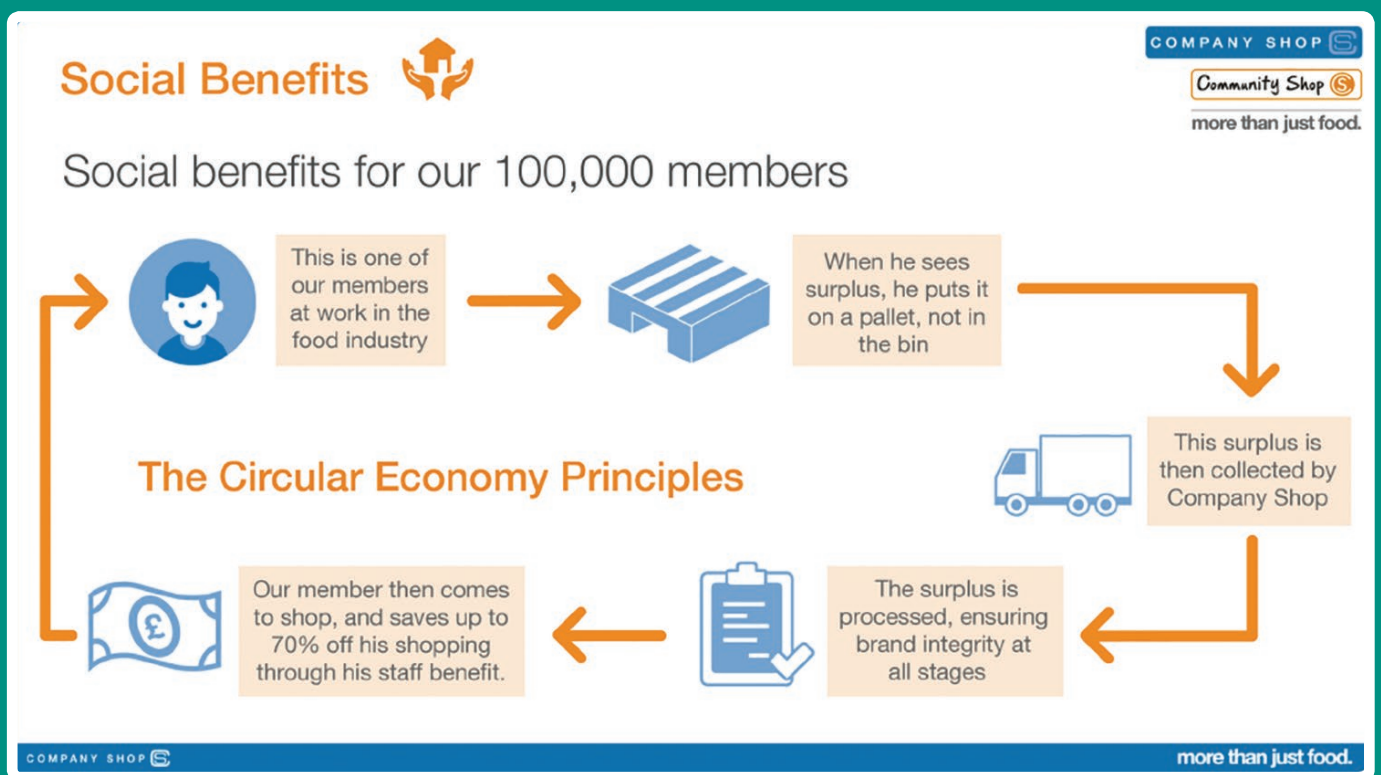 Social Benefits
COMPANY SHOP
Community Shop
more than just food.
Social benefits for our 100,000 members
This is one of
our members
at work in the
food industry
When he sees
surplus, he puts it
on a pallet, not in
the bin
This surplus is
then collected by
Company Shop
The Circular Economy Principles
The surplus is
processed, ensuring
brand integrity at
all stages
£
Our member then comes
to shop, and saves up to
70% off his shopping
through his staff benefit.
COMPANY SHOP
more than just food.